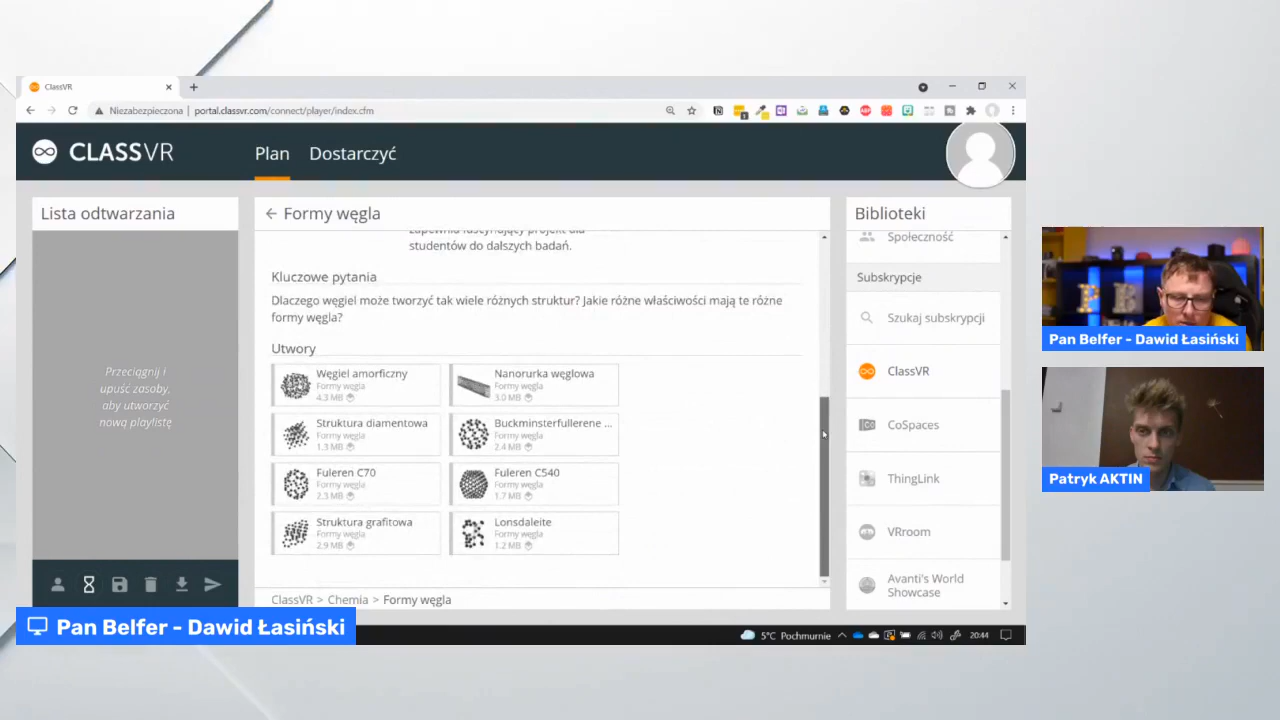 ClassVR
Niezabezpieczona | portal.classvr.com/connect/player/index.cfm
CLASSVR
Plan
Dostarczyć
Lista odtwarzania
Przeciągnij i
upuść zasoby,
aby utworzyć
nową playlistę
Formy węgla
zapewnia fascynujący projekt dla
studentów do dalszych badań.
Kluczowe pytania
Dlaczego węgiel może tworzyć tak wiele różnych struktur? Jakie różne właściwości mają te różne
formy węgla?
Utwory
Węgiel amorficzny
Formy węgla
4.3 MB
Nanorurka węglowa
Formy węgla
3.0 MB
Struktura diamentowa
Formy węgla
1.3 MB
Buckminsterfullerene ...
Formy węgla
2.4 MB
Fuleren C70
Formy węgla
2.3 MB
Fuleren C540
Formy węgla
1.7 MB
Struktura grafitowa
Formy węgla
2.9 MB
Lonsdaleite
Formy węgla
1.2 MB
ClassVR > Chemia > Formy węgla
Biblioteki
Społeczność
Subskrypcje
Szukaj subskrypcji
ClassVR
CoSpaces
ThingLink
VRroom
Avanti's World
Showcase
5°C Pochmurnie
20:44
Pan Belfer - Dawid Łasiński
Pan Belfer - Dawid Łasiński
Patryk AKTIN